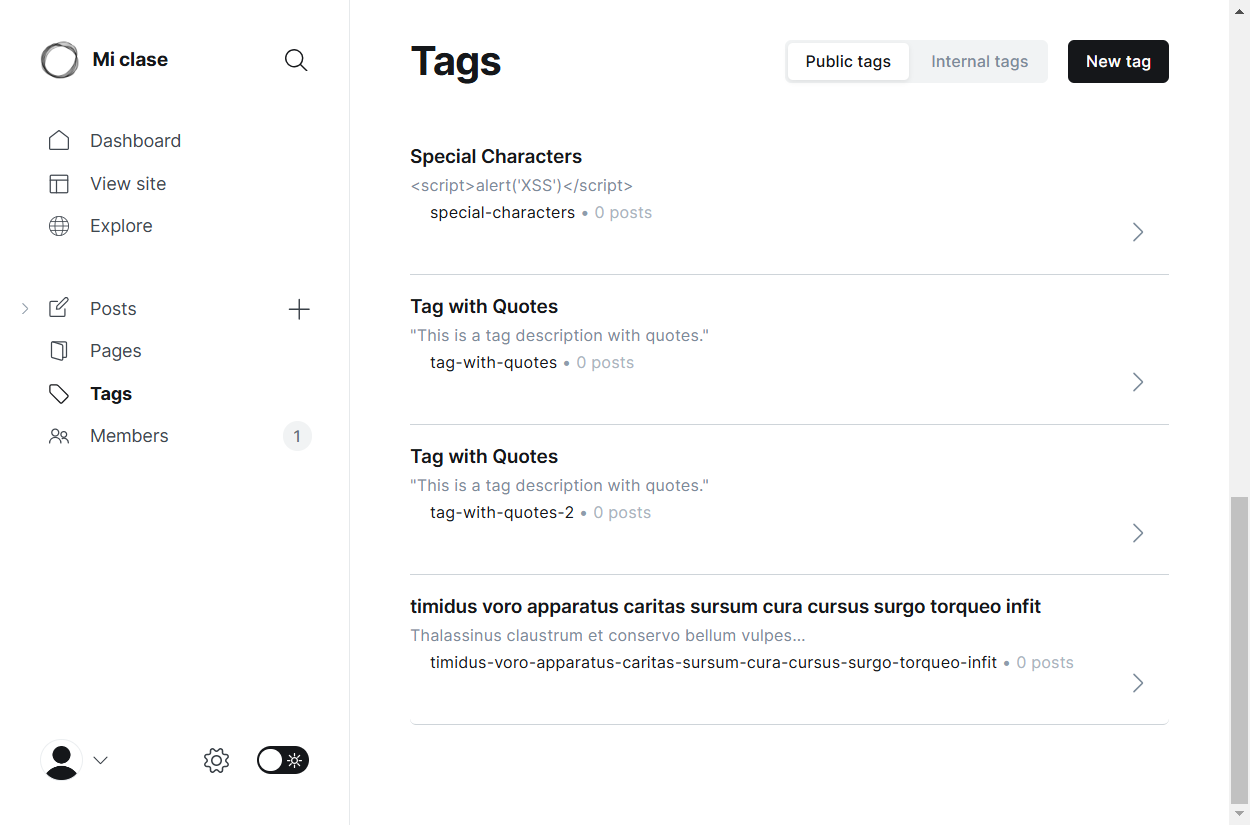 Mi clase
Dashboard
View site
Explore
Posts
Pages
Tags
Members
1
Tags
Public tags
Internal tags
New tag
Special Characters
<script>alert('XSS')</script>
special-characters • 0 posts
Tag with Quotes
"This is a tag description with quotes."
tag-with-quotes • 0 posts
Tag with Quotes
"This is a tag description with quotes."
tag-with-quotes-2 • 0 posts
timidus voro apparatus caritas sursum cura cursus surgo torqueo infit
Thalassinus claustrum et conservo bellum vulpes...
timidus-voro-apparatus-caritas-sursum-cura-cursus-surgo-torqueo-infit • 0 posts